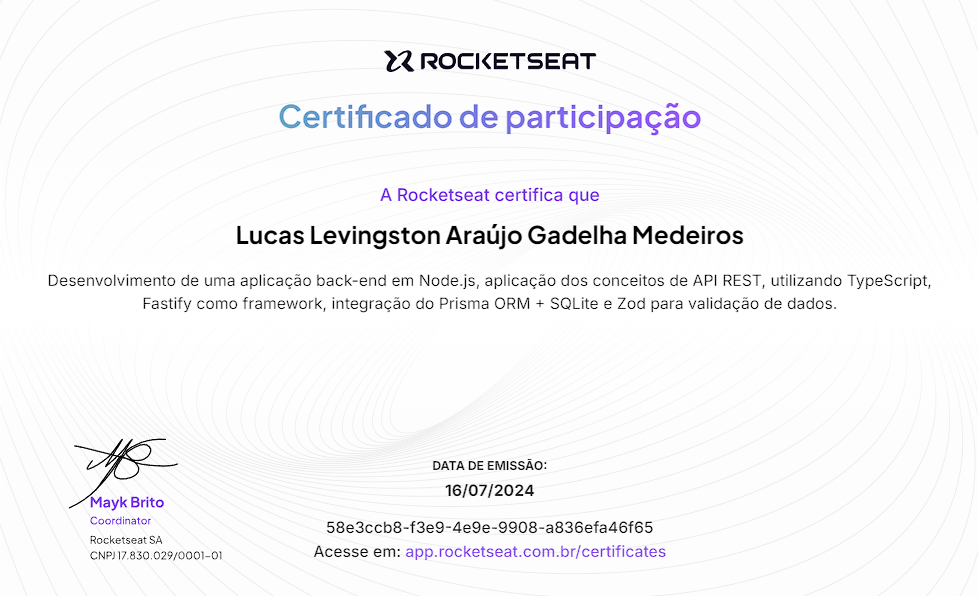 ROCKETSEAT
Certificado de participação
A Rocketseat certifica que
Lucas Levingston Araújo Gadelha Medeiros
Desenvolvimento de uma aplicação back-end em Node.js, aplicação dos conceitos de API REST, utilizando TypeScript,
Fastify como framework, integração do Prisma ORM + SQLite e Zod para validação de dados.
Mayk Brito
Coordinator
Rocketseat SA
CNPJ 17.830.029/0001-01
DATA DE EMISSÃO:
16/07/2024
58e3ccb8-f3e9-4e9e-9908-a836efa46f65
Acesse em: app.rocketseat.com.br/certificates